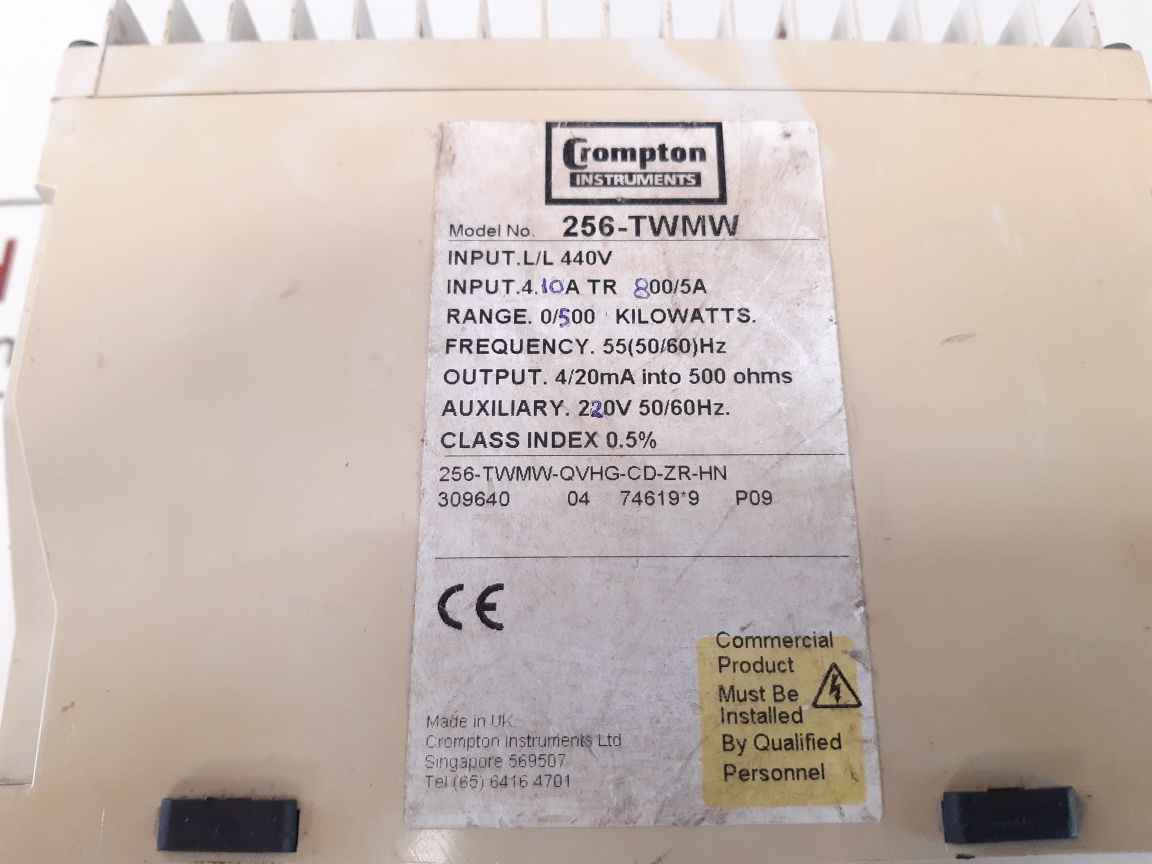 Crompton
INSTRUMENTS
Model No. 256-TWMW
INPUT.L/L 440V
INPUT.4.10A TR 800/5A
RANGE. 0/500 KILOWATTS.
FREQUENCY. 55(50/60)Hz
OUTPUT. 4/20mA into 500 ohms
AUXILIARY. 220V 50/60Hz.
CLASS INDEX 0.5%
256-TWMW-QVHG-CD-ZR-HN
309640 04 74619*9 P09
CE
Commercial
Product
Must Be
Installed
By Qualified
Personnel
Made in UK.
Crompton Instruments Ltd
Singapore 569507
Tel (65) 6416 4701